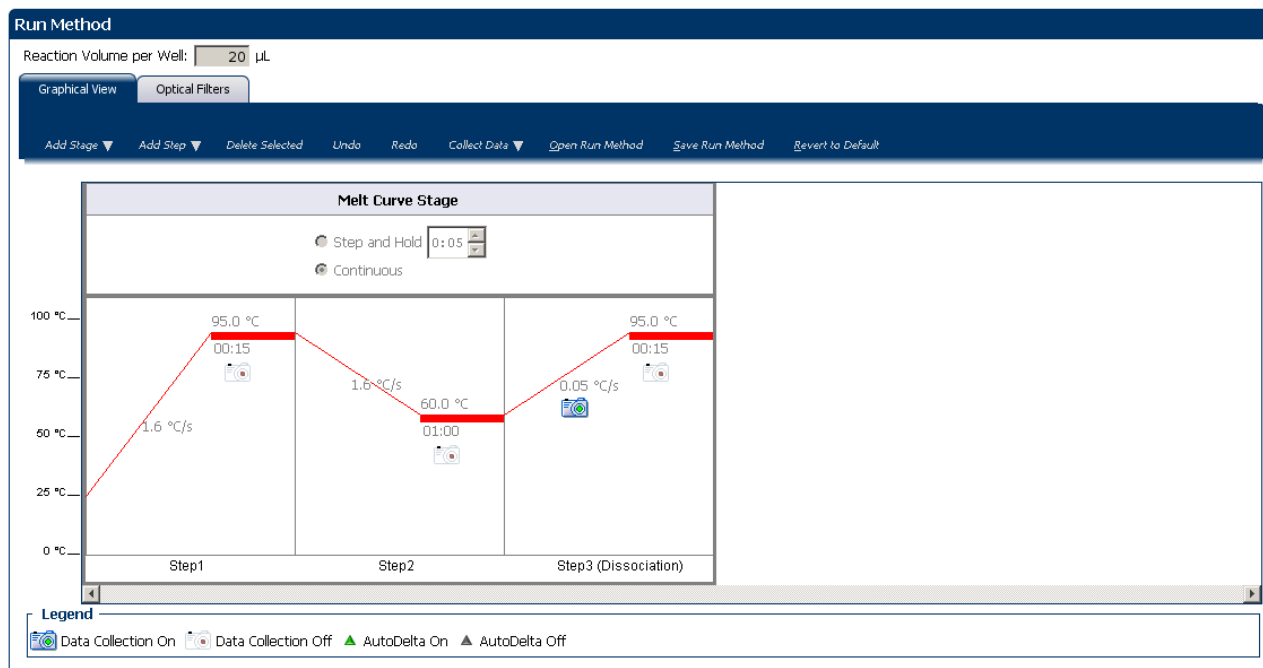 Run Method
Reaction Volume per Well: 20 µL
Graphical View Optical Filters
Add Stage Add Step Delete Selected Undo Redo Collect Data Open Run Method Save Run Method Revert to Default
Melt Curve Stage
Step and Hold 0:05
Continuous
100 °C 95.0 °C 95.0 °C
00:15 00:15
75 °C 1.6 °C/s 0.05 °C/s
60.0 °C
50 °C 1.6 °C/s 01:00
25 °C
0 °C
Step1 Step2 Step3 (Dissociation)
Legend
Data Collection On Data Collection Off AutoDelta On AutoDelta Off